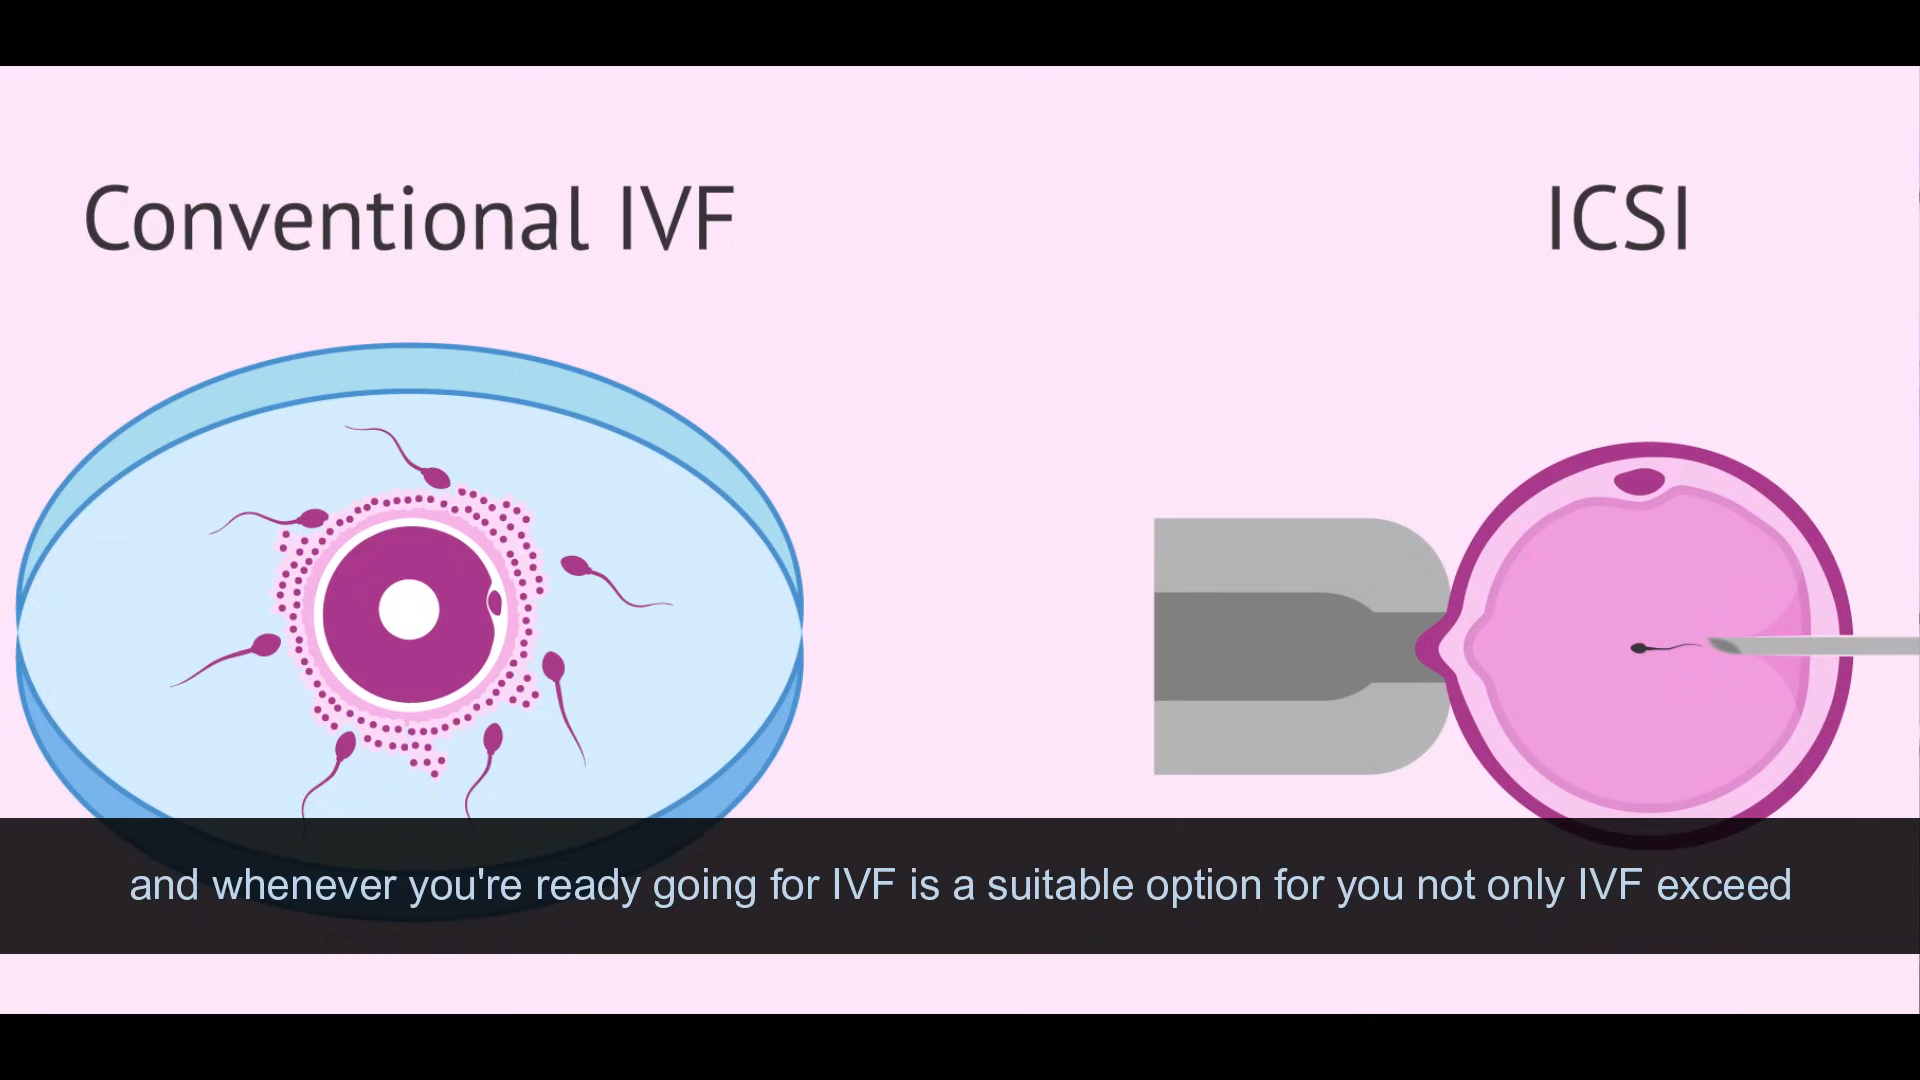 Conventional IVF
ICSI
and whenever you're ready going for IVF is a suitable option for you not only IVF exceed